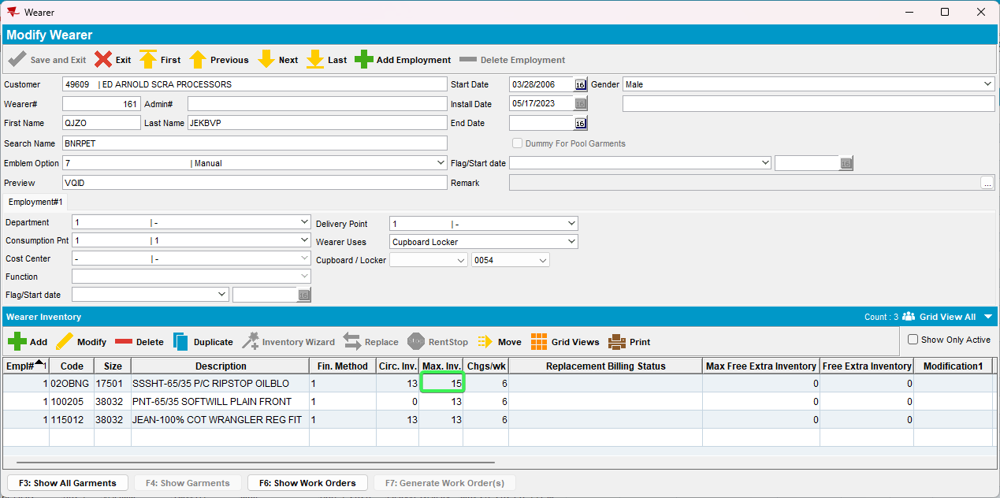 Wearer
Modify Wearer
Save and Exit Exit First Previous Next Last Add Employment Delete Employment
Customer 49609 | ED ARNOLD SCRA PROCESSORS Start Date 03/28/2006 16 Gender Male
Wearer# 161 Admin# Install Date 05/17/2023 16
First Name QJZO Last Name JEKBVP End Date 16
Search Name BNRPET Dummy For Pool Garments
Emblem Option 7 | Manual Flag/Start date 16
Preview VQID Remark ...
Employment#1
Department 1 | - Delivery Point 1 | -
Consumption Pnt 1 | 1 Wearer Uses Cupboard Locker
Cost Center - | - Cupboard / Locker 0054
Function
Flag/Start date 16
Wearer Inventory Count : 3 Grid View All
Add Modify Delete Duplicate Inventory Wizard Replace RentStop Move Grid Views Print Show Only Active
Empl# 1 Code Size Description Fin. Method Circ. Inv. Max. Inv. Chgs/wk Replacement Billing Status Max Free Extra Inventory Free Extra Inventory Modification1
1 02OBNG 17501 SSSHT-65/35 P/C RIPSTOP OILBLO 1 13 15 6 0 0
1 100205 38032 PNT-65/35 SOFTWILL PLAIN FRONT 1 0 13 6 0 0
1 115012 38032 JEAN-100% COT WRANGLER REG FIT 1 13 13 6 0 0
F3: Show All Garments F4: Show Garments F6: Show Work Orders F7: Generate Work Order(s)